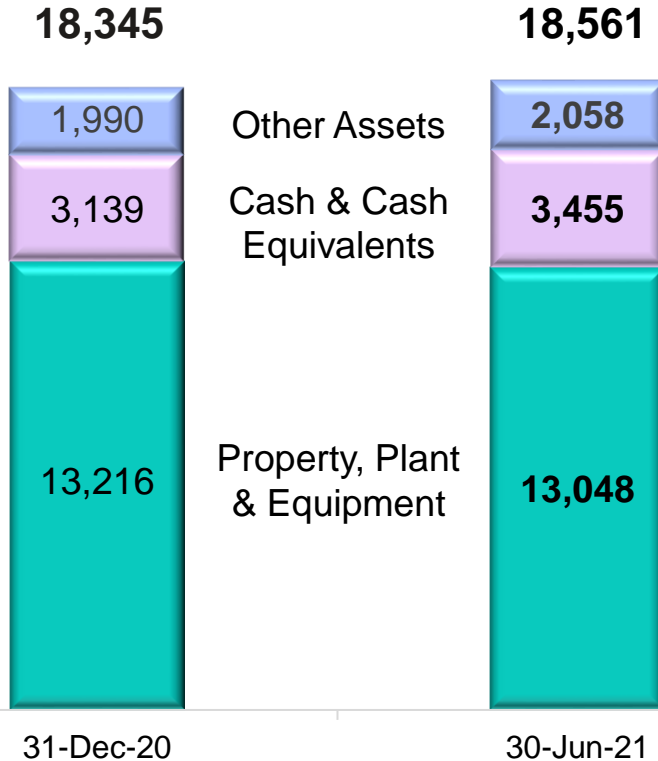 18,345
18,561
1,990
Other Assets
2,058
3,139
Cash & Cash
Equivalents
3,455
13,216
Property, Plant
& Equipment
13,048
31-Dec-20
30-Jun-21